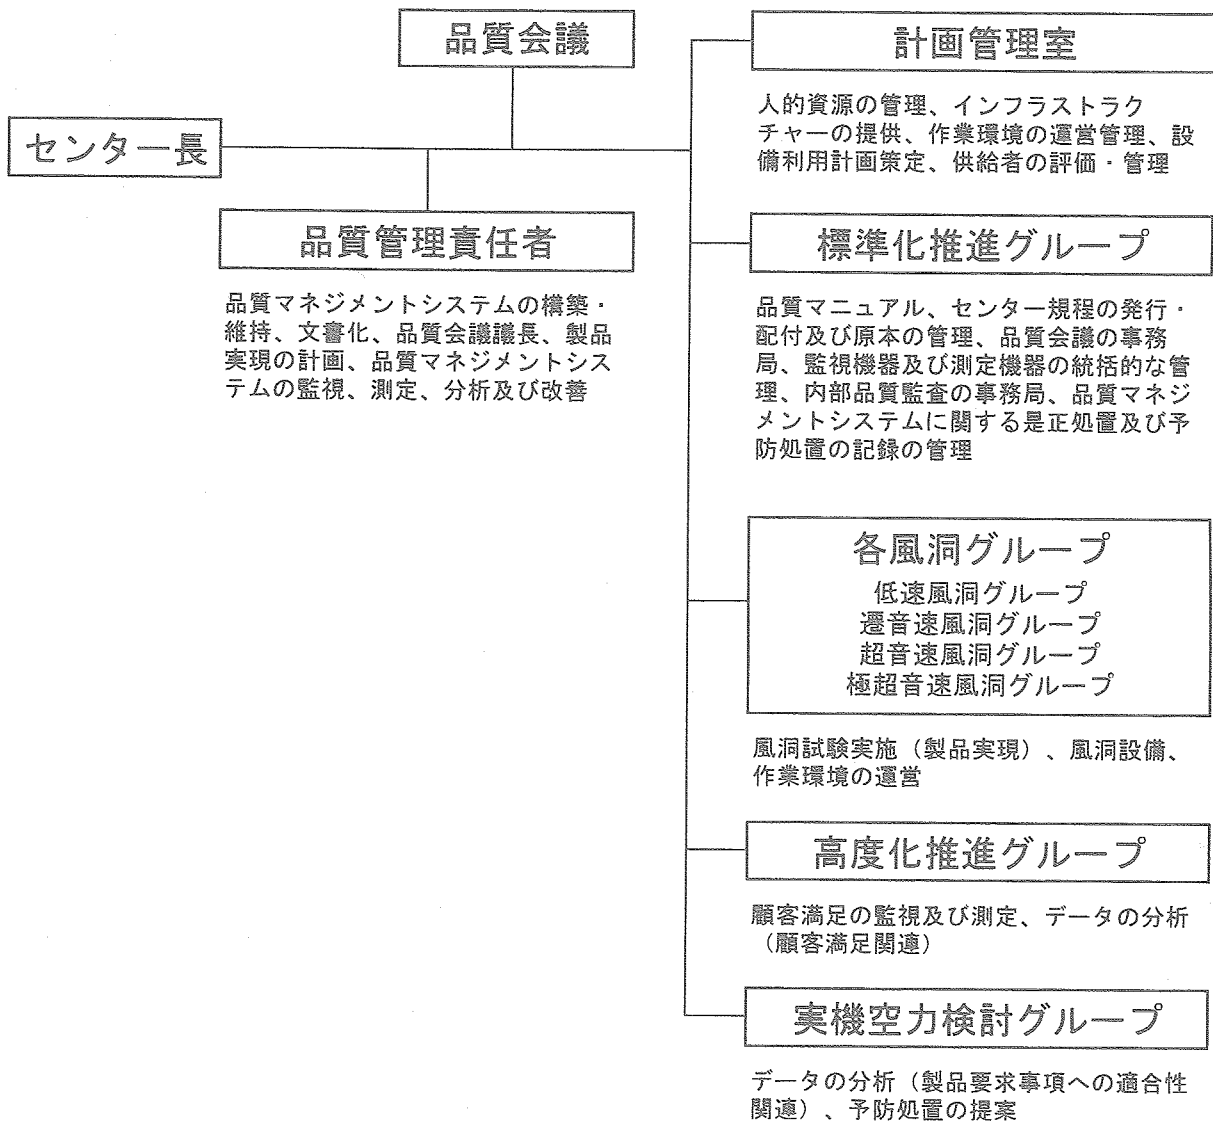 品質会議
センター長
品質管理責任者
品質マネジメントシステムの構築・
維持、文書化、品質会議議長、製品
実現の計画、品質マネジメントシス
テムの監視、測定、分析及び改善
計画管理室
人的資源の管理、インフラストラク
チャーの提供、作業環境の運営管理、設
備利用計画策定、供給者の評価・管理
標準化推進グループ
品質マニュアル、センター規程の発行・
配付及び原本の管理、品質会議の事務
局、監視機器及び測定機器の統括的な管
理、内部品質監査の事務局、品質マネジ
メントシステムに関する是正処置及び予
防処置の記録の管理
各風洞グループ
低速風洞グループ
遷音速風洞グループ
超音速風洞グループ
極超音速風洞グループ
風洞試験実施（製品実現）、風洞設備、
作業環境の運営
高度化推進グループ
顧客満足の監視及び測定、データの分析
（顧客満足関連）
実機空力検討グループ
データの分析（製品要求事項への適合性
関連）、予防処置の提案